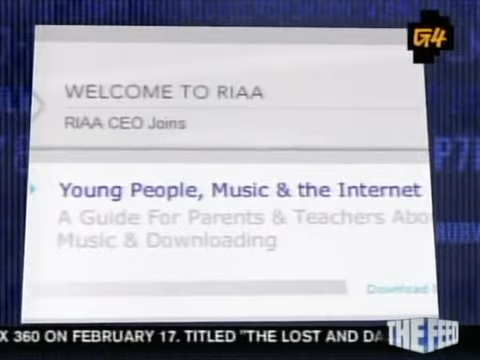 G4
WELCOME TO RIAA
RIAA CEO Joins
Young People, Music & the Internet
A Guide For Parents & Teachers Abo
Music & Downloading
Download
X 360 ON FEBRUARY 17. TITLED "THE LOST AND DA
THE FEED